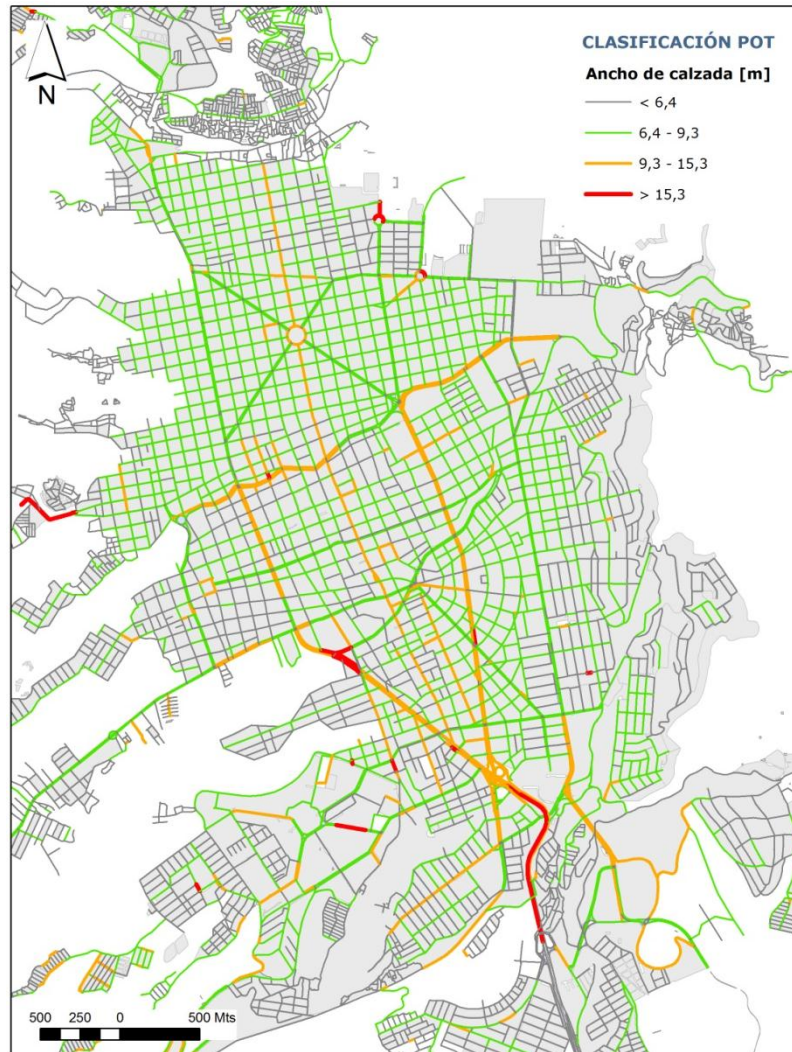 CLASIFICACIÓN POT
Ancho de calzada [m]
< 6,4
6,4 - 9,3
9,3 - 15,3
> 15,3
N
500 250 0 500 Mts